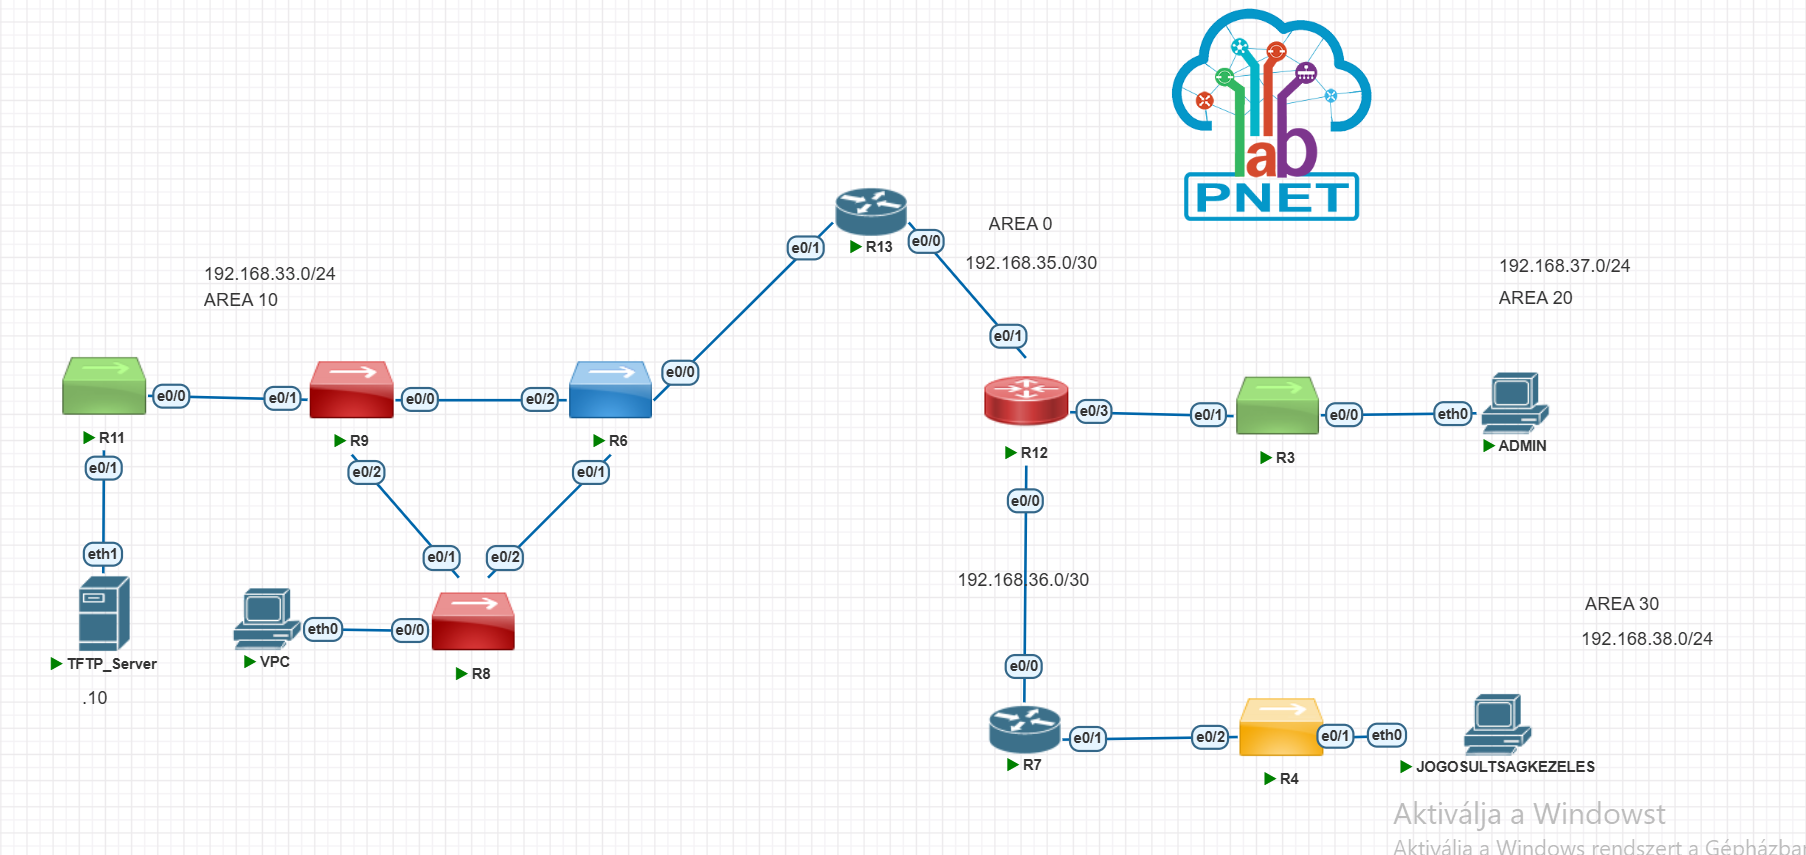 lab
PNET
AREA 0
192.168.35.0/30
R13
e0/1
e0/0
192.168.33.0/24
AREA 10
192.168.37.0/24
AREA 20
e0/1
e0/0
R11
e0/0
e0/1
R9
e0/0
e0/2
R6
R12
e0/3
e0/1
R3
e0/0
eth0
ADMIN
e0/1
e0/2
e0/1
e0/0
eth1
e0/1
e0/2
192.168.36.0/30
TFTP_Server
.10
VPC
eth0
e0/0
R8
AREA 30
192.168.38.0/24
e0/0
R7
e0/1
e0/2
R4
e0/1
eth0
JOGOSULTSAGKEZELES
Aktiválja a Windowst
Aktiválja a Windows rendszert a Gépházban